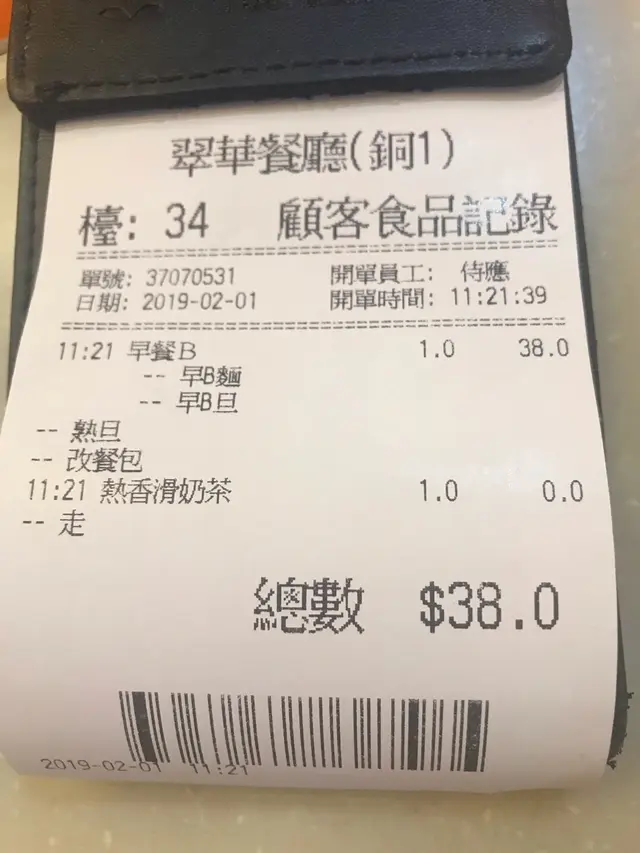 翠華餐廳(銅1)
檯: 34 顧客食品記錄
單號: 37070531 開單員工: 侍應
日期: 2019-02-01 開單時間: 11:21:39
11:21 早餐B 1.0 38.0
-- 早B麵
-- 早B旦
-- 熟旦
-- 改餐包
11:21 熱香滑奶茶 1.0 0.0
-- 走
總數 $38.0
2019-02-01 11:21